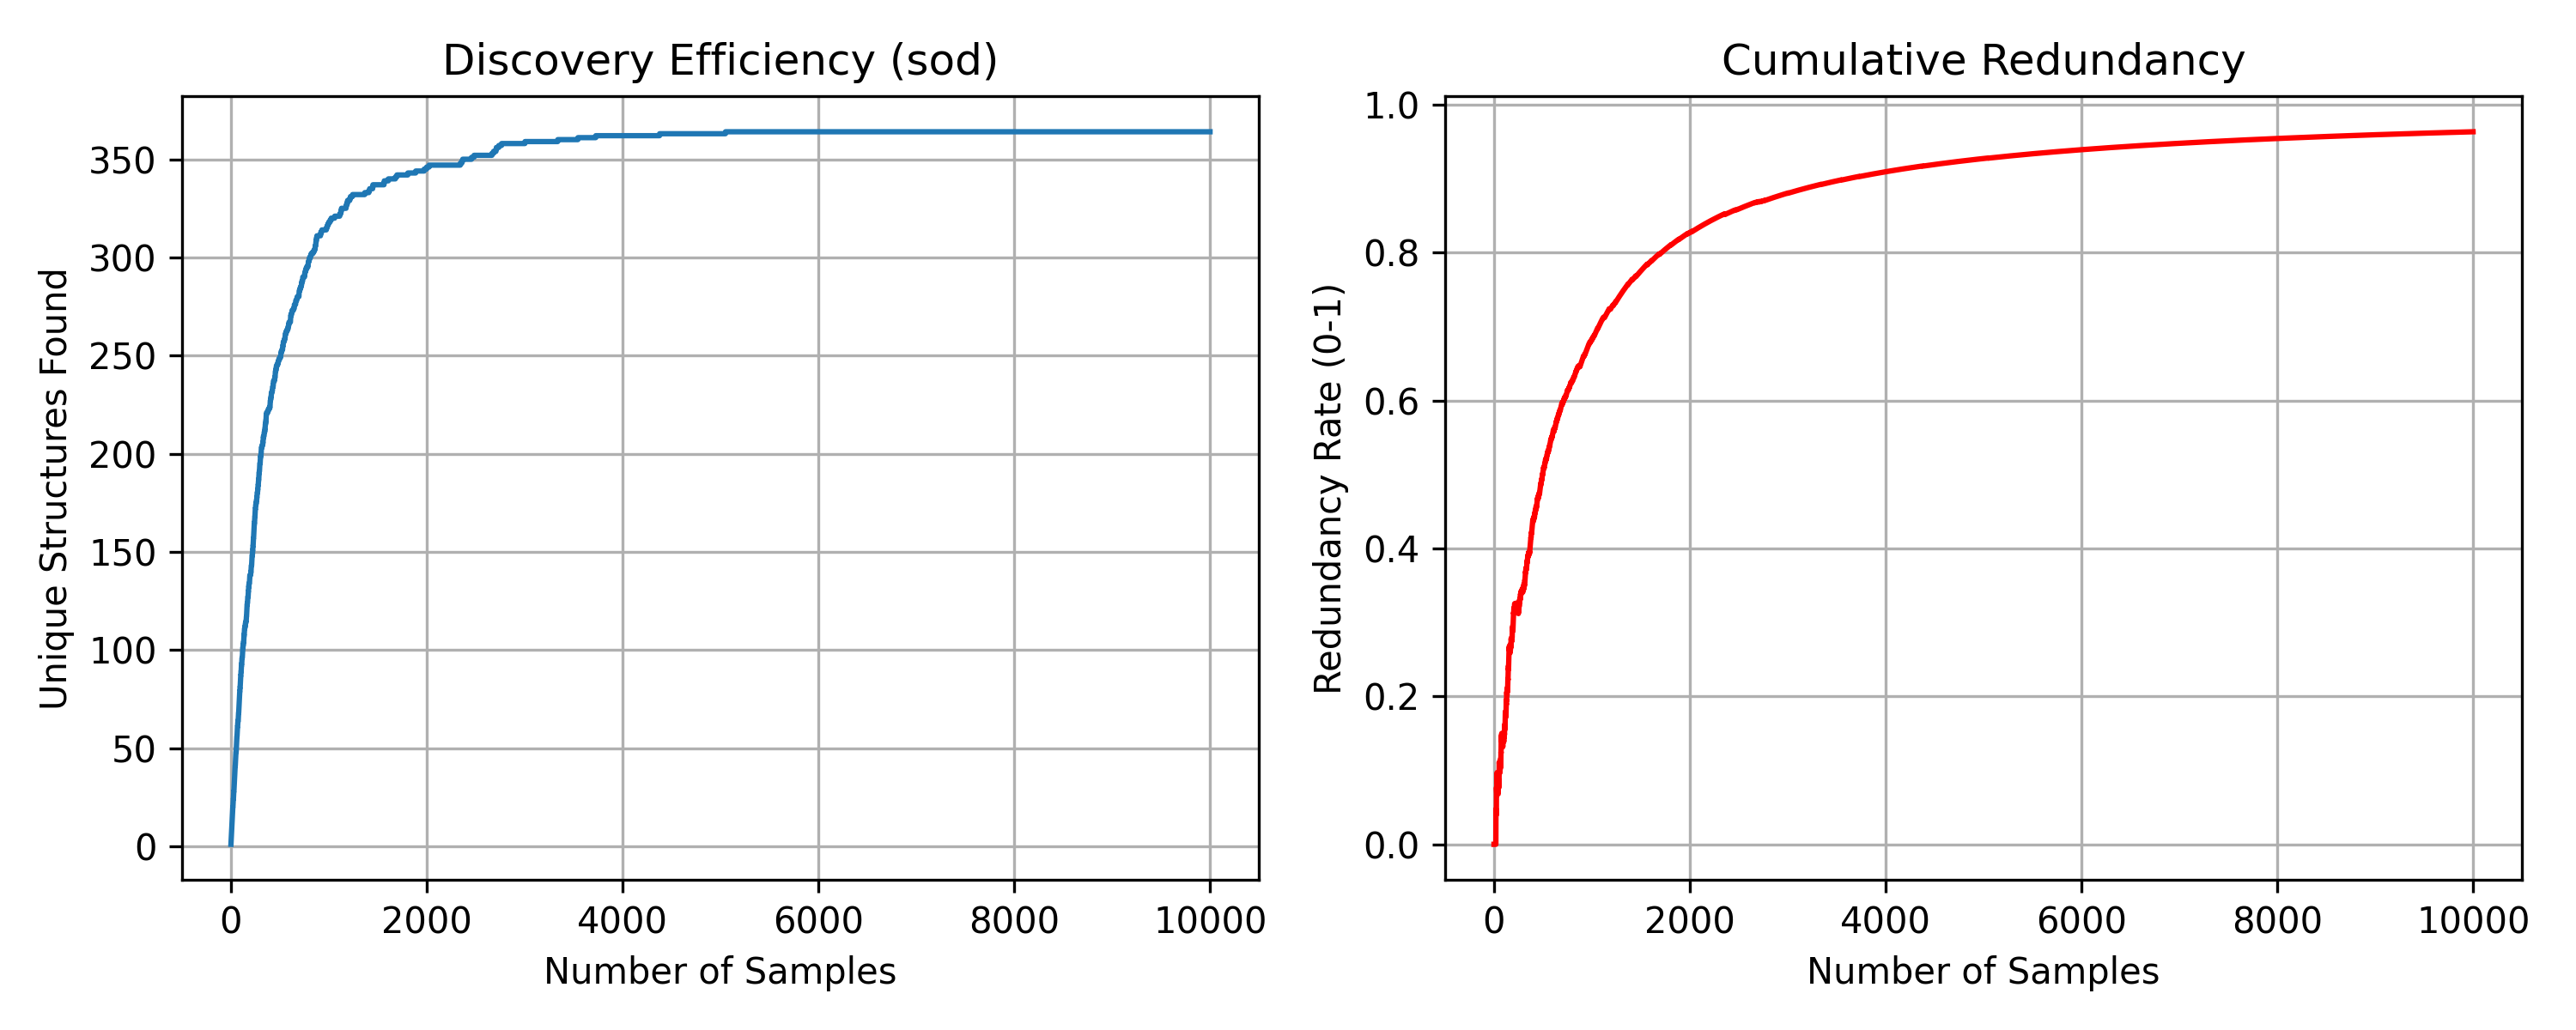 Discovery Efficiency (sod)
Unique Structures Found
350
300
250
200
150
100
50
0
0 2000 4000 6000 8000 10000
Number of Samples
Cumulative Redundancy
Redundancy Rate (0-1)
1.0
0.8
0.6
0.4
0.2
0.0
0 2000 4000 6000 8000 10000
Number of Samples